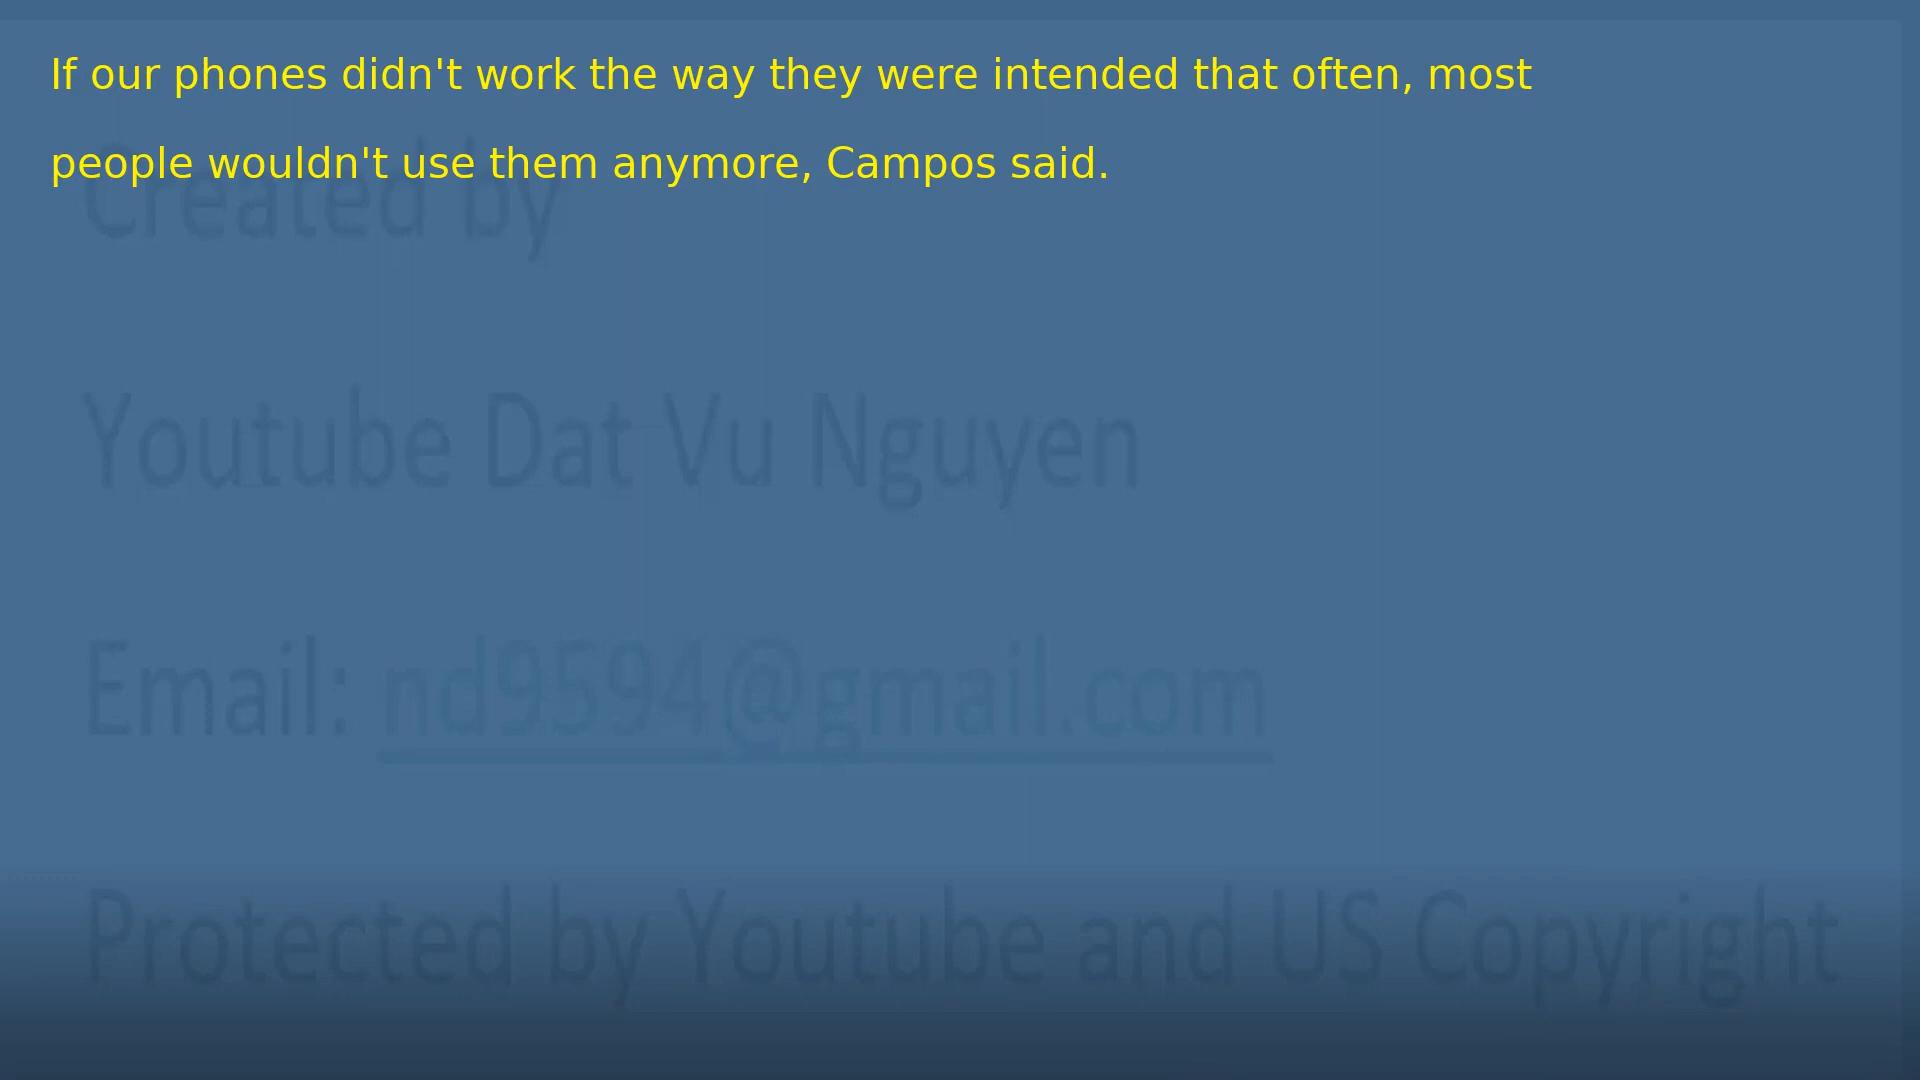 If our phones didn't work the way they were intended that often, most
people wouldn't use them anymore, Campos said.
Created by
Youtube Dat Vu Nguyen
Email: nd9594@gmail.com
Protected by Youtube and US Copyright